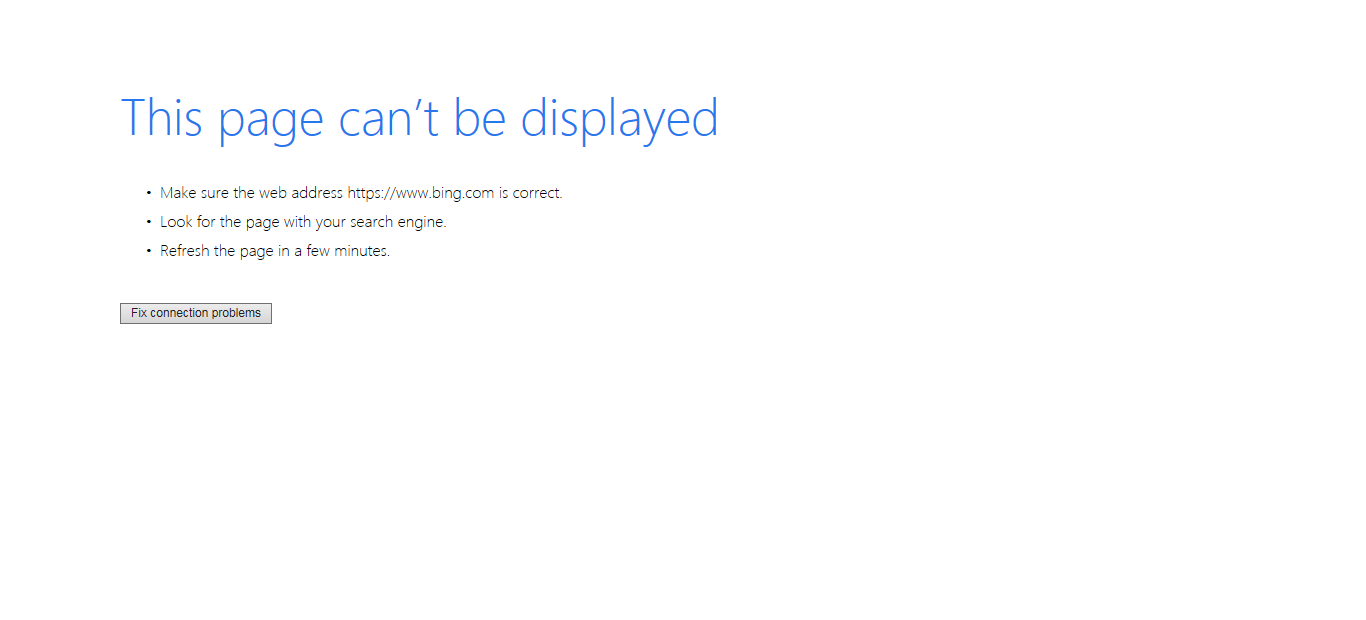 This page can’t be displayed
• Make sure the web address https://www.bing.com is correct.
• Look for the page with your search engine.
• Refresh the page in a few minutes.
Fix connection problems